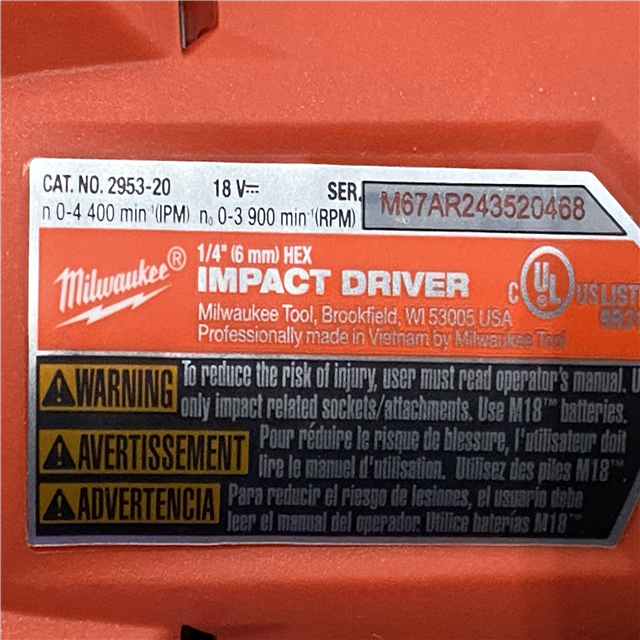 CAT. NO. 2953-20 18 V⎓ SER. M67AR243520468
n 0-4 400 min⁻¹(IPM) n₀ 0-3 900 min⁻¹(RPM)
1/4" (6 mm) HEX
Milwaukee® IMPACT DRIVER
C UL® US LIST
Milwaukee Tool, Brookfield, WI 53005 USA
Professionally made in Vietnam by Milwaukee Tool
WARNING To reduce the risk of injury, user must read operator's manual.
only impact related sockets/attachments. Use M18™ batteries.
AVERTISSEMENT Pour réduire le risque de blessure, l'utilisateur doit
lire le manuel d'utilisation. Utilisez des piles M18™.
ADVERTENCIA Para reducir el riesgo de lesiones, el usuario debe
leer el manual del operador. Utilice baterías M18™